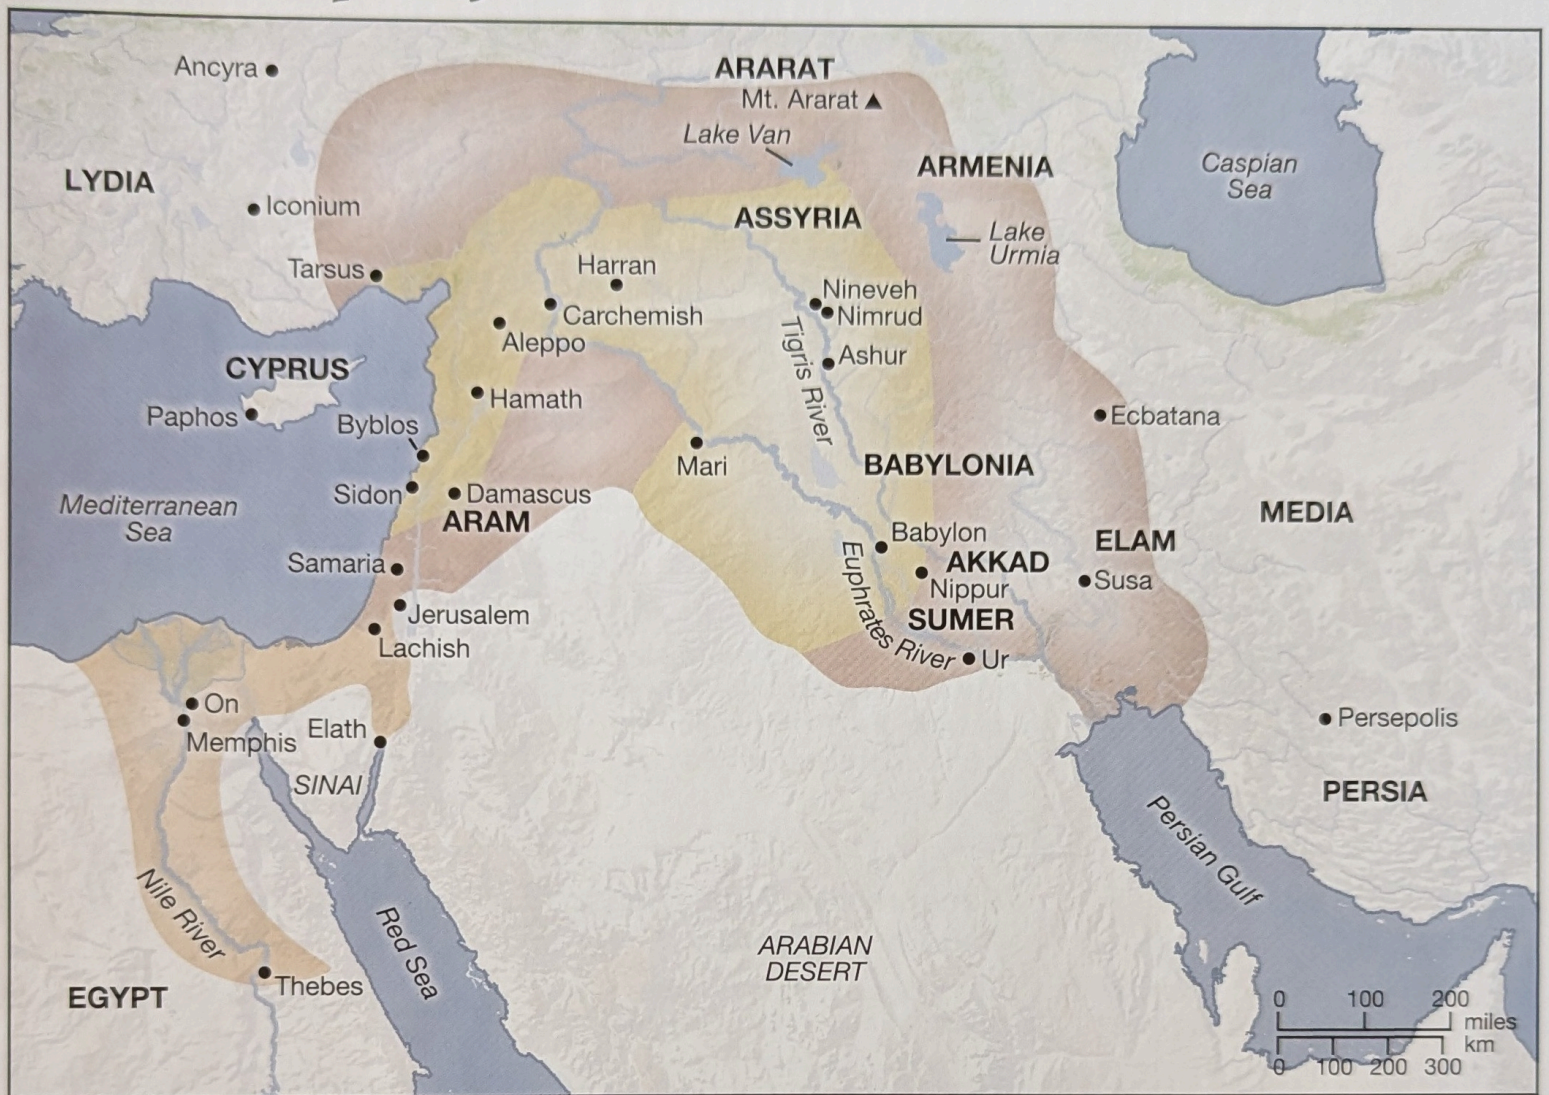 Ancyra
ARARAT
Mt. Ararat
Lake Van
ARMENIA
Caspian
Sea
LYDIA
Iconium
ASSYRIA
Lake
Urmia
Tarsus
Harran
Nineveh
Nimrud
Carchemish
Aleppo
Ashur
Tigris River
CYPRUS
Paphos
Hamath
Byblos
Ecbatana
Mari
BABYLONIA
Sidon
Damascus
ARAM
Mediterranean
Sea
MEDIA
Babylon
ELAM
AKKAD
Samaria
Susa
Nippur
Euphrates River
SUMER
Jerusalem
Lachish
Ur
On
Memphis
Elath
SINAI
Persepolis
PERSIA
Persian Gulf
Nile River
Red Sea
ARABIAN
DESERT
EGYPT
Thebes
0 100 200
miles
km
0 100 200 300